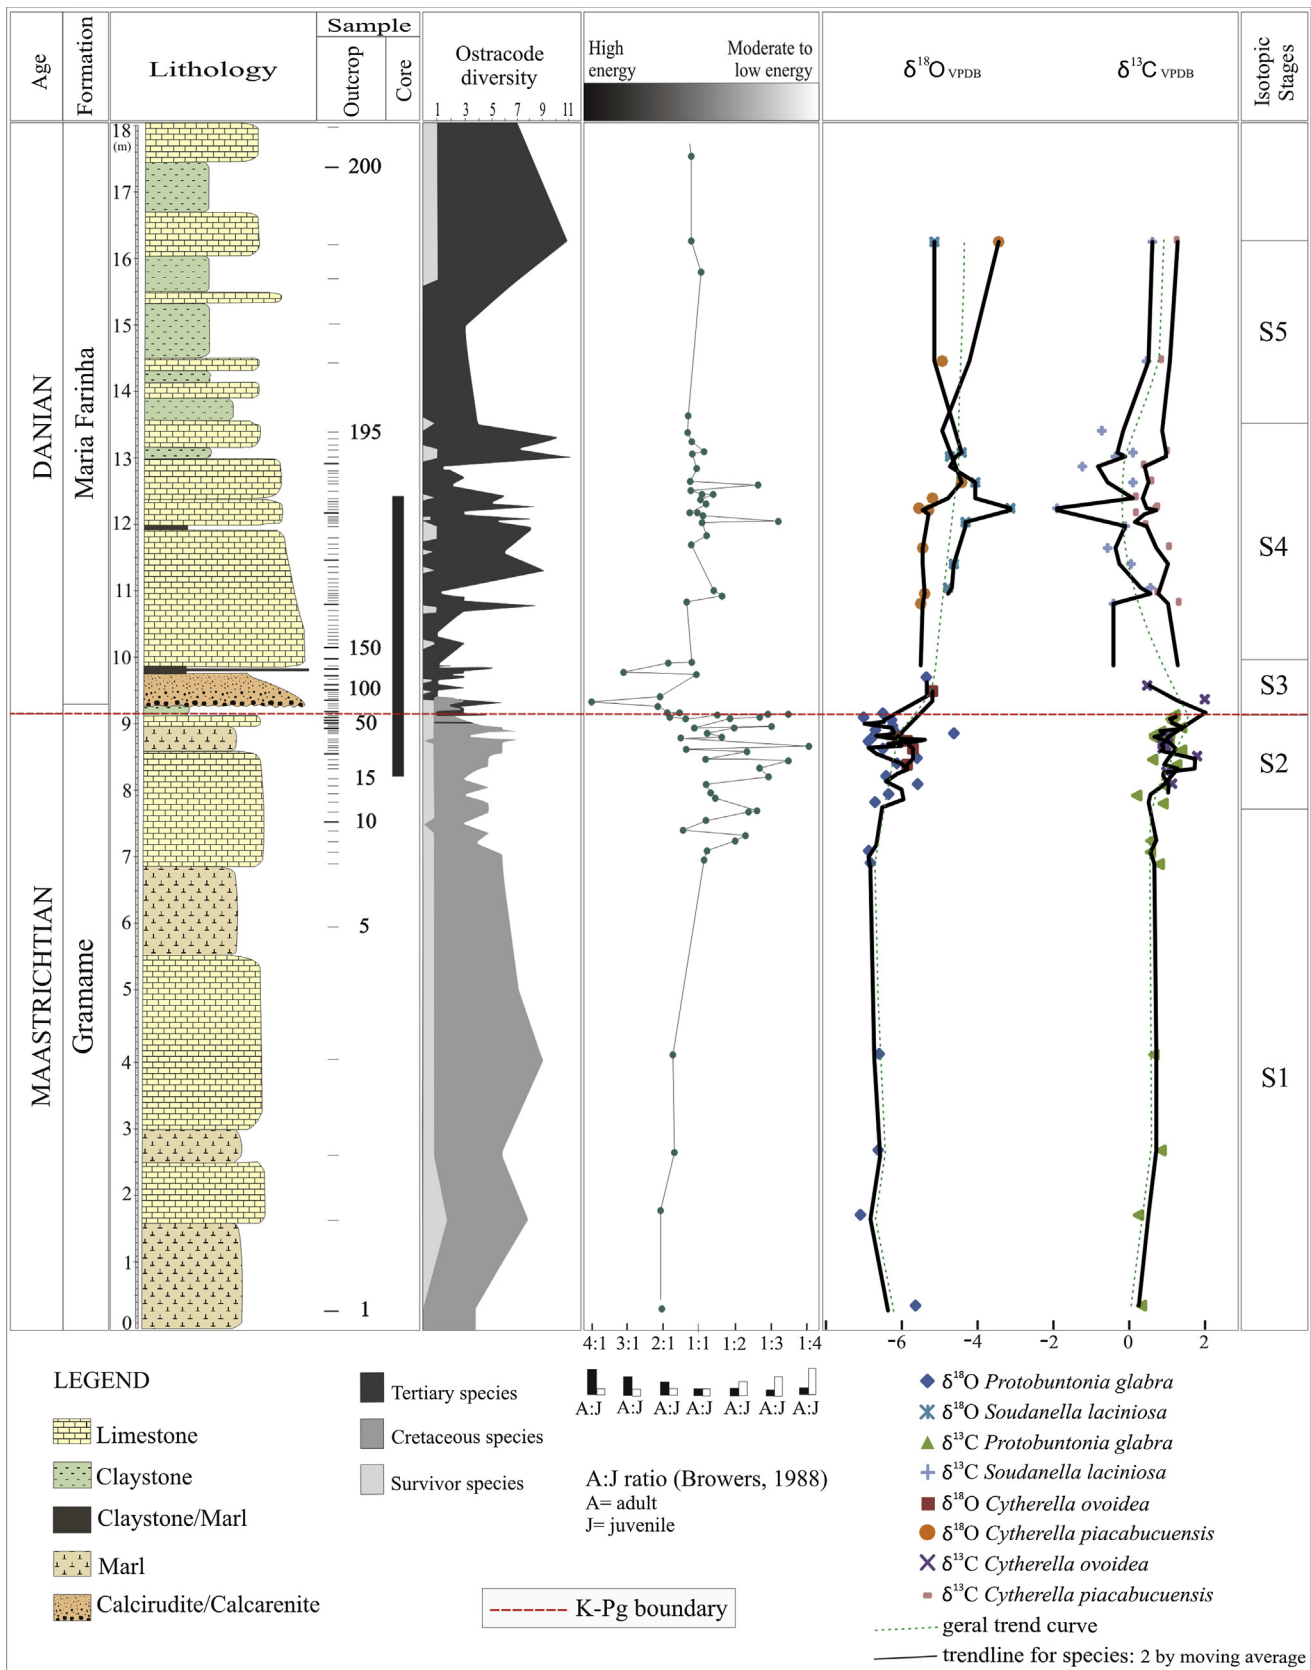 Age
Formation
Lithology
Sample
Outcrop
Core
Ostracode
diversity
1 3 5 7 9 11
High
energy
Moderate to
low energy
δ¹⁸O VPDB
δ¹³C VPDB
Isotopic
Stages
DANIAN
MAASTRICHTIAN
Maria Farinha
Gramame
18
(m)
17
16
15
14
13
12
11
10
9
8
7
6
5
4
3
2
1
0
200
195
150
100
50
15
10
5
1
S5
S4
S3
S2
S1
4:1 3:1 2:1 1:1 1:2 1:3 1:4
-6 -4 -2 0 2
A:J A:J A:J A:J A:J A:J A:J
LEGEND
Limestone
Claystone
Claystone/Marl
Marl
Calcirudite/Calcarenite
Tertiary species
Cretaceous species
Survivor species
A:J ratio (Browers, 1988)
A= adult
J= juvenile
K-Pg boundary
δ¹⁸O Protobuntonia glabra
δ¹⁸O Soudanella laciniosa
δ¹³C Protobuntonia glabra
δ¹³C Soudanella laciniosa
δ¹⁸O Cytherella ovoidea
δ¹⁸O Cytherella piacabucuensis
δ¹³C Cytherella ovoidea
δ¹³C Cytherella piacabucuensis
geral trend curve
trendline for species: 2 by moving average